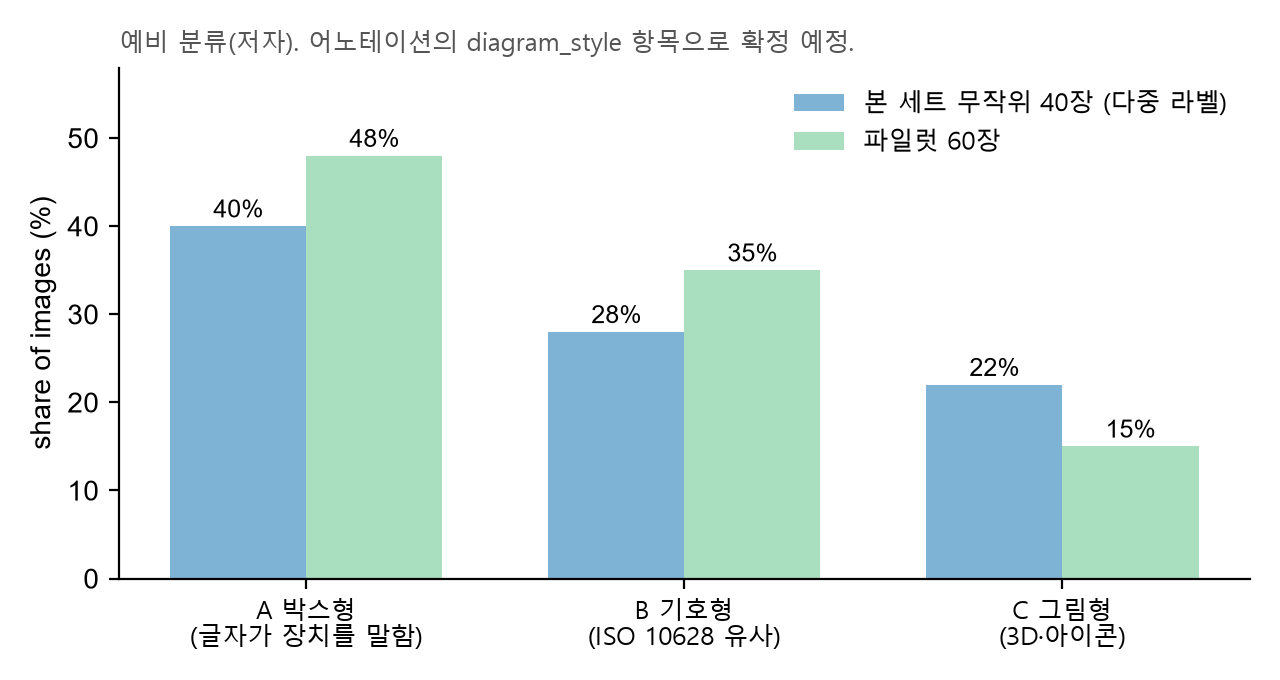 예비 분류(저자). 어노테이션의 diagram_style 항목으로 확정 예정.
본 세트 무작위 40장 (다중 라벨)
파일럿 60장
share of images (%)
50
40
30
20
10
0
40%
48%
28%
35%
22%
15%
A 박스형
(글자가 장치를 말함)
B 기호형
(ISO 10628 유사)
C 그림형
(3D·아이콘)